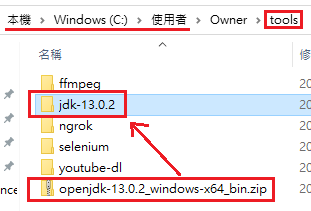 本機 > Windows (C:) > 使用者 > Owner > tools
名稱
ffmpeg
jdk-13.0.2
ngrok
selenium
youtube-dl
nce
openjdk-13.0.2_windows-x64_bin.zip